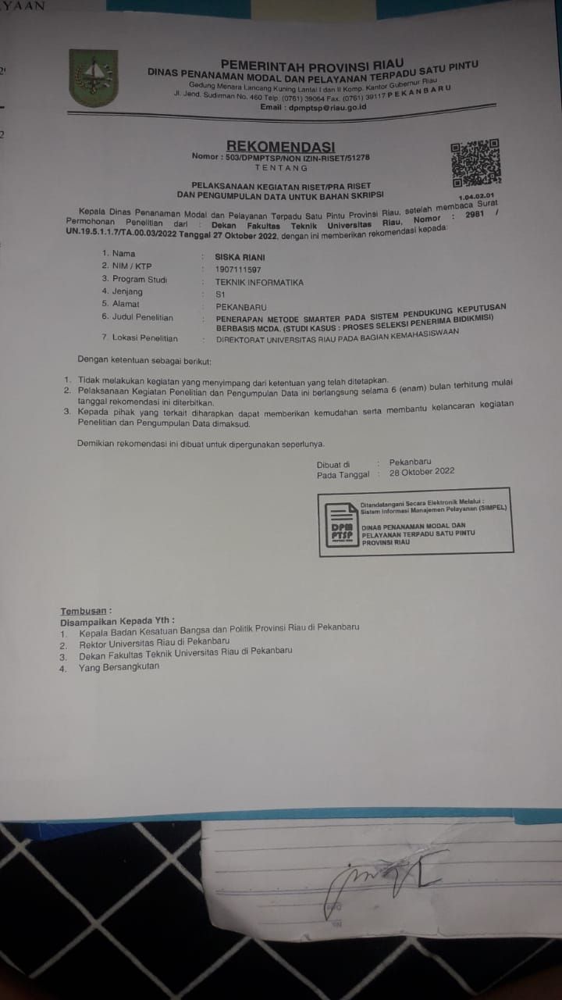 YAAN
PEMERINTAH PROVINSI RIAU
DINAS PENANAMAN MODAL DAN PELAYANAN TERPADU SATU PINTU
Gedung Menara Lancang Kuning Lantai I dan II Komp. Kantor Gubernur Riau
Jl. Jend. Sudirman No. 460 Telp. (0761) 39064 Fax. (0761) 39117 P E K A N B A R U
Email : dpmptsp@riau.go.id
REKOMENDASI
Nomor : 503/DPMPTSP/NON IZIN-RISET/51278
T E N T A N G
1.04.02.01
PELAKSANAAN KEGIATAN RISET/PRA RISET
DAN PENGUMPULAN DATA UNTUK BAHAN SKRIPSI
Kepala Dinas Penanaman Modal dan Pelayanan Terpadu Satu Pintu Provinsi Riau, setelah membaca Surat
Permohonan Penelitian dari : Dekan Fakultas Teknik Universitas Riau, Nomor : 2981 /
UN.19.5.1.1.7/TA.00.03/2022 Tanggal 27 Oktober 2022, dengan ini memberikan rekomendasi kepada:
1. Nama : SISKA RIANI
2. NIM / KTP : 1907111597
3. Program Studi : TEKNIK INFORMATIKA
4. Jenjang : S1
5. Alamat : PEKANBARU
6. Judul Penelitian : PENERAPAN METODE SMARTER PADA SISTEM PENDUKUNG KEPUTUSAN
BERBASIS MCDA. (STUDI KASUS : PROSES SELEKSI PENERIMA BIDIKMISI)
7. Lokasi Penelitian : DIREKTORAT UNIVERSITAS RIAU PADA BAGIAN KEMAHASISWAAN
Dengan ketentuan sebagai berikut:
1. Tidak melakukan kegiatan yang menyimpang dari ketentuan yang telah ditetapkan.
2. Pelaksanaan Kegiatan Penelitian dan Pengumpulan Data ini berlangsung selama 6 (enam) bulan terhitung mulai
tanggal rekomendasi ini diterbitkan.
3. Kepada pihak yang terkait diharapkan dapat memberikan kemudahan serta membantu kelancaran kegiatan
Penelitian dan Pengumpulan Data dimaksud.
Demikian rekomendasi ini dibuat untuk dipergunakan seperlunya.
Dibuat di : Pekanbaru
Pada Tanggal : 28 Oktober 2022
Ditandatangani Secara Elektronik Melalui :
Sistem Informasi Manajemen Pelayanan (SIMPEL)
DPM
PTSP
DINAS PENANAMAN MODAL DAN
PELAYANAN TERPADU SATU PINTU
PROVINSI RIAU
Tembusan :
Disampaikan Kepada Yth :
1. Kepala Badan Kesatuan Bangsa dan Politik Provinsi Riau di Pekanbaru
2. Rektor Universitas Riau di Pekanbaru
3. Dekan Fakultas Teknik Universitas Riau di Pekanbaru
4. Yang Bersangkutan